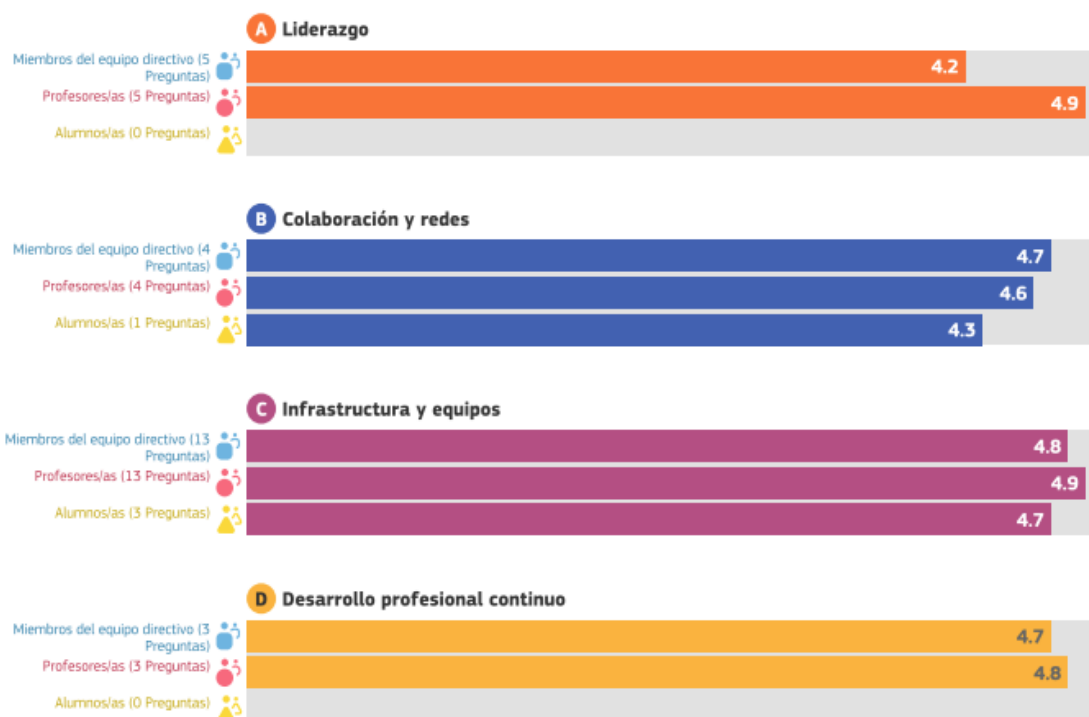 A Liderazgo
Miembros del equipo directivo (5
Preguntas)
4.2
Profesores/as (5 Preguntas)
4.9
Alumnos/as (0 Preguntas)
B Colaboración y redes
Miembros del equipo directivo (4
Preguntas)
4.7
Profesores/as (4 Preguntas)
4.6
Alumnos/as (1 Preguntas)
4.3
C Infrastructura y equipos
Miembros del equipo directivo (13
Preguntas)
4.8
Profesores/as (13 Preguntas)
4.9
Alumnos/as (3 Preguntas)
4.7
D Desarrollo profesional continuo
Miembros del equipo directivo (3
Preguntas)
4.7
Profesores/as (3 Preguntas)
4.8
Alumnos/as (0 Preguntas)